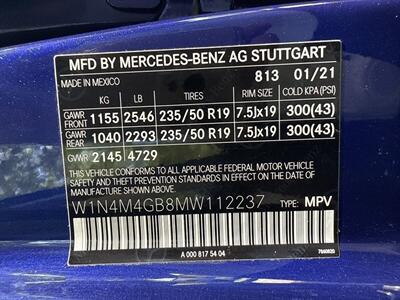 MFD BY MERCEDES-BENZ AG STUTTGART
MADE IN MEXICO 813 01/21
KG LB TIRES RIM SIZE COLD KPA(PSI)
GAWR FRONT 1155 2546 235/50 R19 7.5Jx19 300(43)
GAWR REAR 1040 2293 235/50 R19 7.5Jx19 300(43)
GVWR 2145 4729
THIS VEHICLE CONFORMS TO ALL APPLICABLE
FEDERAL MOTOR VEHICLE SAFETY, BUMPER, AND
THEFT PREVENTION STANDARDS IN EFFECT ON THE
DATE OF MANUFACTURE SHOWN ABOVE.
W1N4M4GB8MW112237 TYPE: MPV
A 000 817 54 04